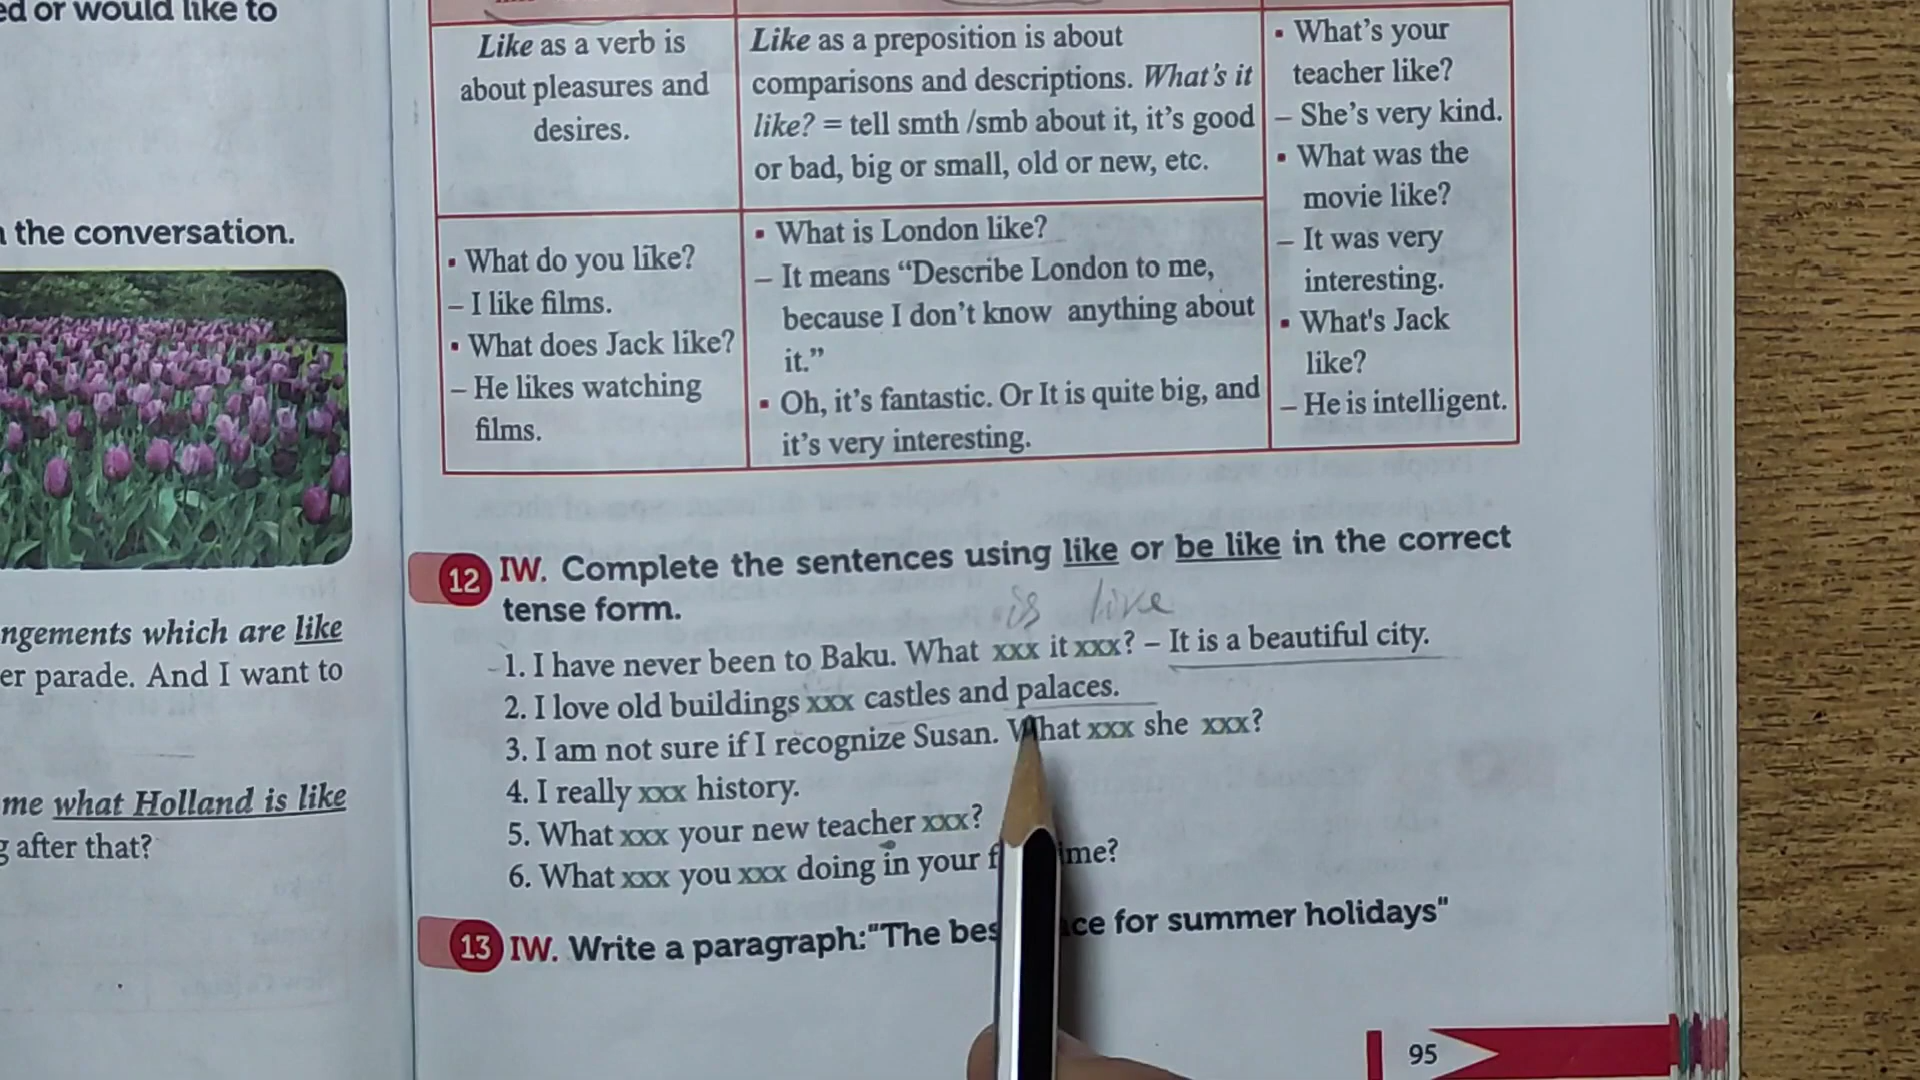 ed or would like to
the conversation.
ngements which are like
er parade. And I want to
me what Holland is like
g after that?
Like as a verb is
about pleasures and
desires.
Like as a preposition is about
comparisons and descriptions. What's it
like? = tell smth /smb about it, it's good
or bad, big or small, old or new, etc.
▪ What's your
teacher like?
– She's very kind.
▪ What was the
movie like?
– It was very
interesting.
▪ What's Jack
like?
– He is intelligent.
▪ What do you like?
– I like films.
▪ What does Jack like?
– He likes watching
films.
▪ What is London like?
– It means “Describe London to me,
because I don't know anything about
it.”
▪ Oh, it's fantastic. Or It is quite big, and
it's very interesting.
12 IW. Complete the sentences using like or be like in the correct
tense form.
is like
1. I have never been to Baku. What xxx it xxx? – It is a beautiful city.
2. I love old buildings xxx castles and palaces.
3. I am not sure if I recognize Susan. What xxx she xxx?
4. I really xxx history.
5. What xxx your new teacher xxx?
6. What xxx you xxx doing in your f me?
13 IW. Write a paragraph:"The bes ce for summer holidays"
95